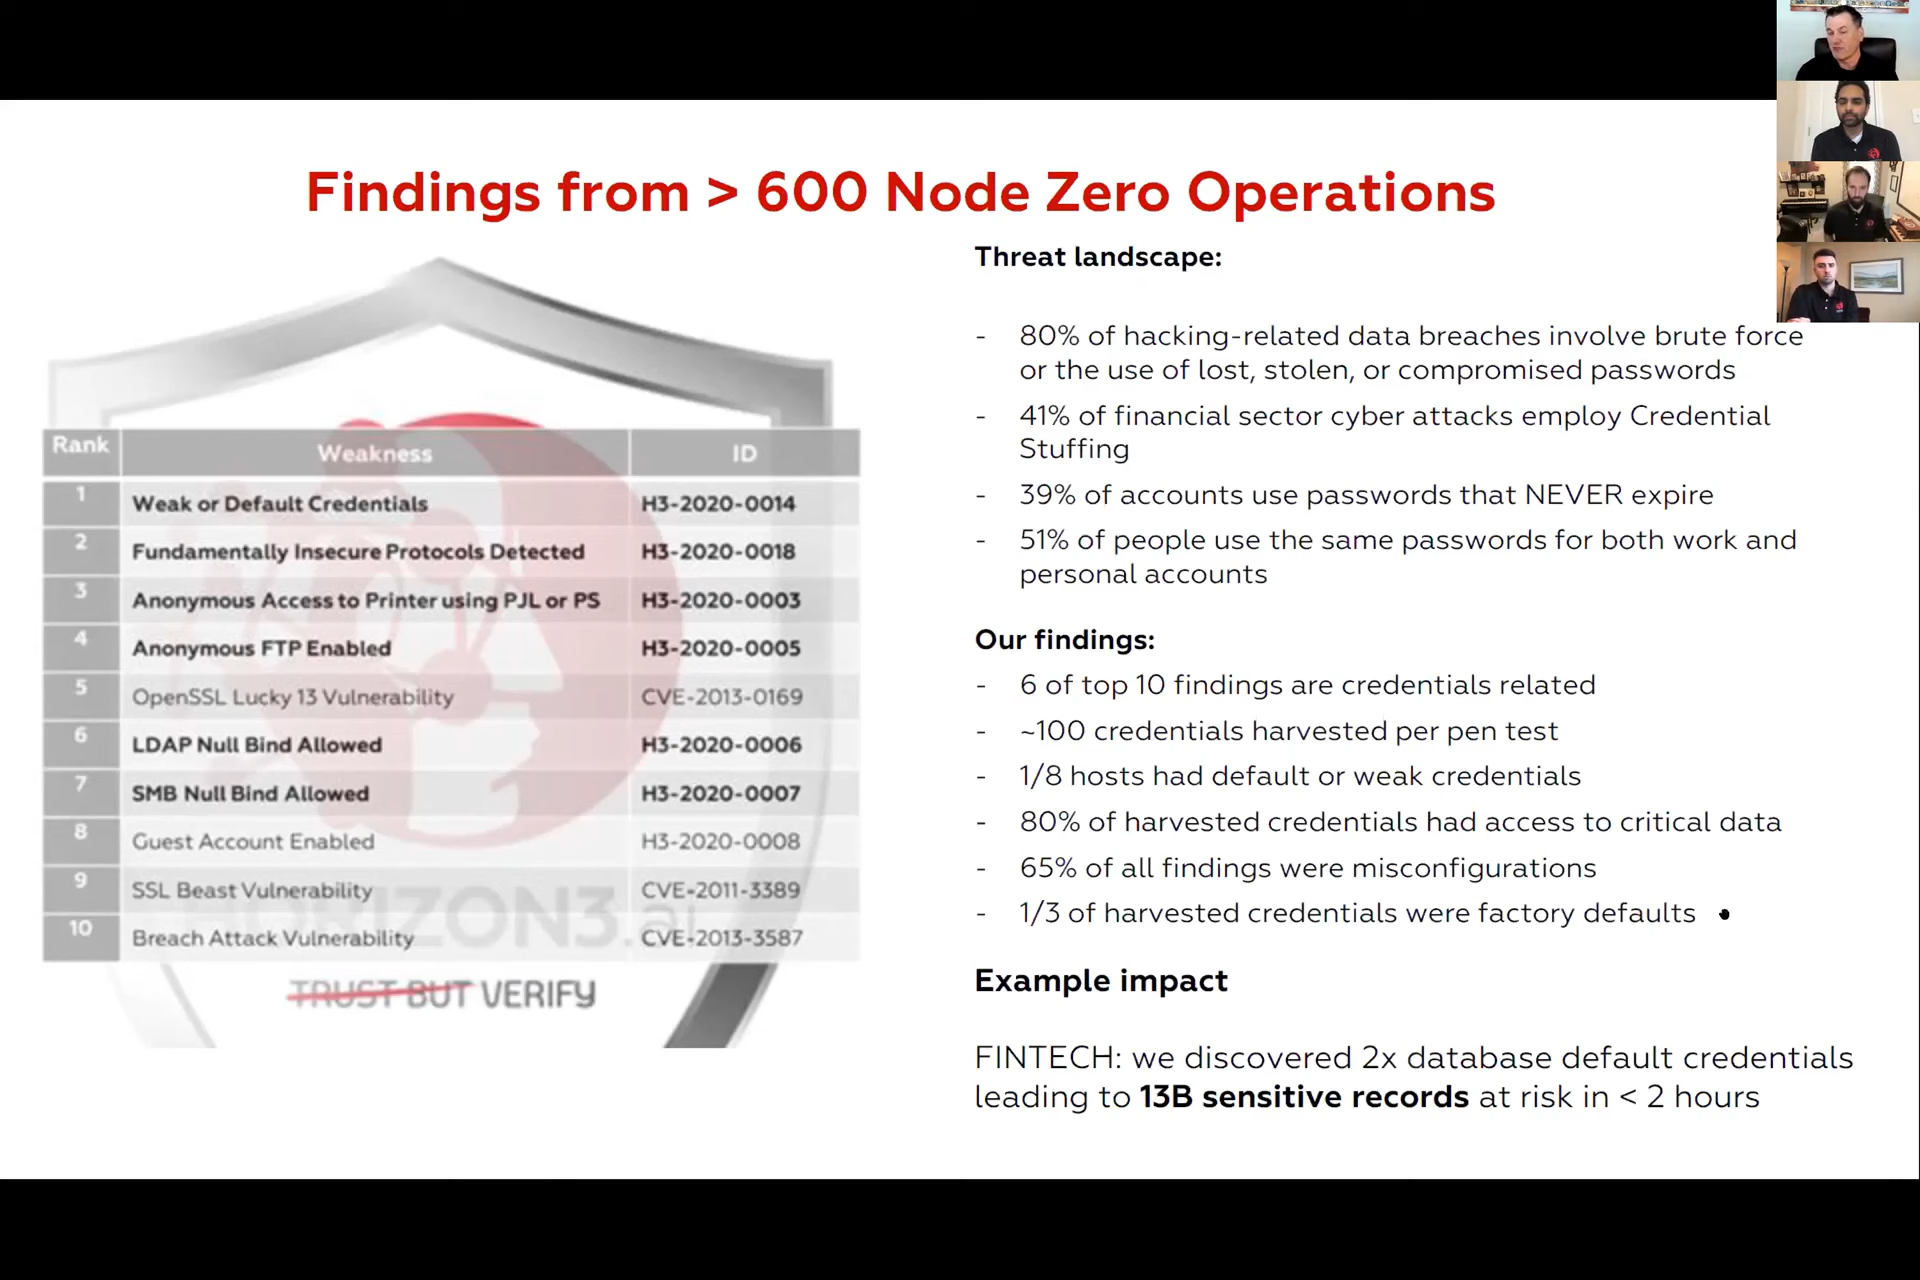 Findings from > 600 Node Zero Operations
Rank Weakness ID
1 Weak or Default Credentials H3-2020-0014
2 Fundamentally Insecure Protocols Detected H3-2020-0018
3 Anonymous Access to Printer using PJL or PS H3-2020-0003
4 Anonymous FTP Enabled H3-2020-0005
5 OpenSSL Lucky 13 Vulnerability CVE-2013-0169
6 LDAP Null Bind Allowed H3-2020-0006
7 SMB Null Bind Allowed H3-2020-0007
8 Guest Account Enabled H3-2020-0008
9 SSL Beast Vulnerability CVE-2011-3389
10 Breach Attack Vulnerability CVE-2013-3587
HORIZON3.ai
TRUST BUT VERIFY
Threat landscape:
- 80% of hacking-related data breaches involve brute force
or the use of lost, stolen, or compromised passwords
- 41% of financial sector cyber attacks employ Credential
Stuffing
- 39% of accounts use passwords that NEVER expire
- 51% of people use the same passwords for both work and
personal accounts
Our findings:
- 6 of top 10 findings are credentials related
- ~100 credentials harvested per pen test
- 1/8 hosts had default or weak credentials
- 80% of harvested credentials had access to critical data
- 65% of all findings were misconfigurations
- 1/3 of harvested credentials were factory defaults
Example impact
FINTECH: we discovered 2x database default credentials
leading to 13B sensitive records at risk in < 2 hours